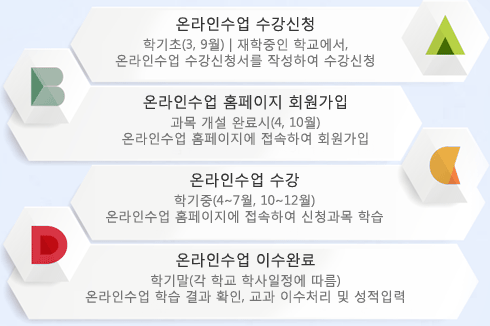 온라인수업 수강신청
학기초(3, 9월) | 재학중인 학교에서,
온라인수업 수강신청서를 작성하여 수강신청
A
B
온라인수업 홈페이지 회원가입
과목 개설 완료시(4, 10월)
온라인수업 홈페이지에 접속하여 회원가입
C
온라인수업 수강
학기중(4~7월, 10~12월)
온라인수업 홈페이지에 접속하여 신청과목 학습
D
온라인수업 이수완료
학기말(각 학교 학사일정에 따름)
온라인수업 학습 결과 확인, 교과 이수처리 및 성적입력